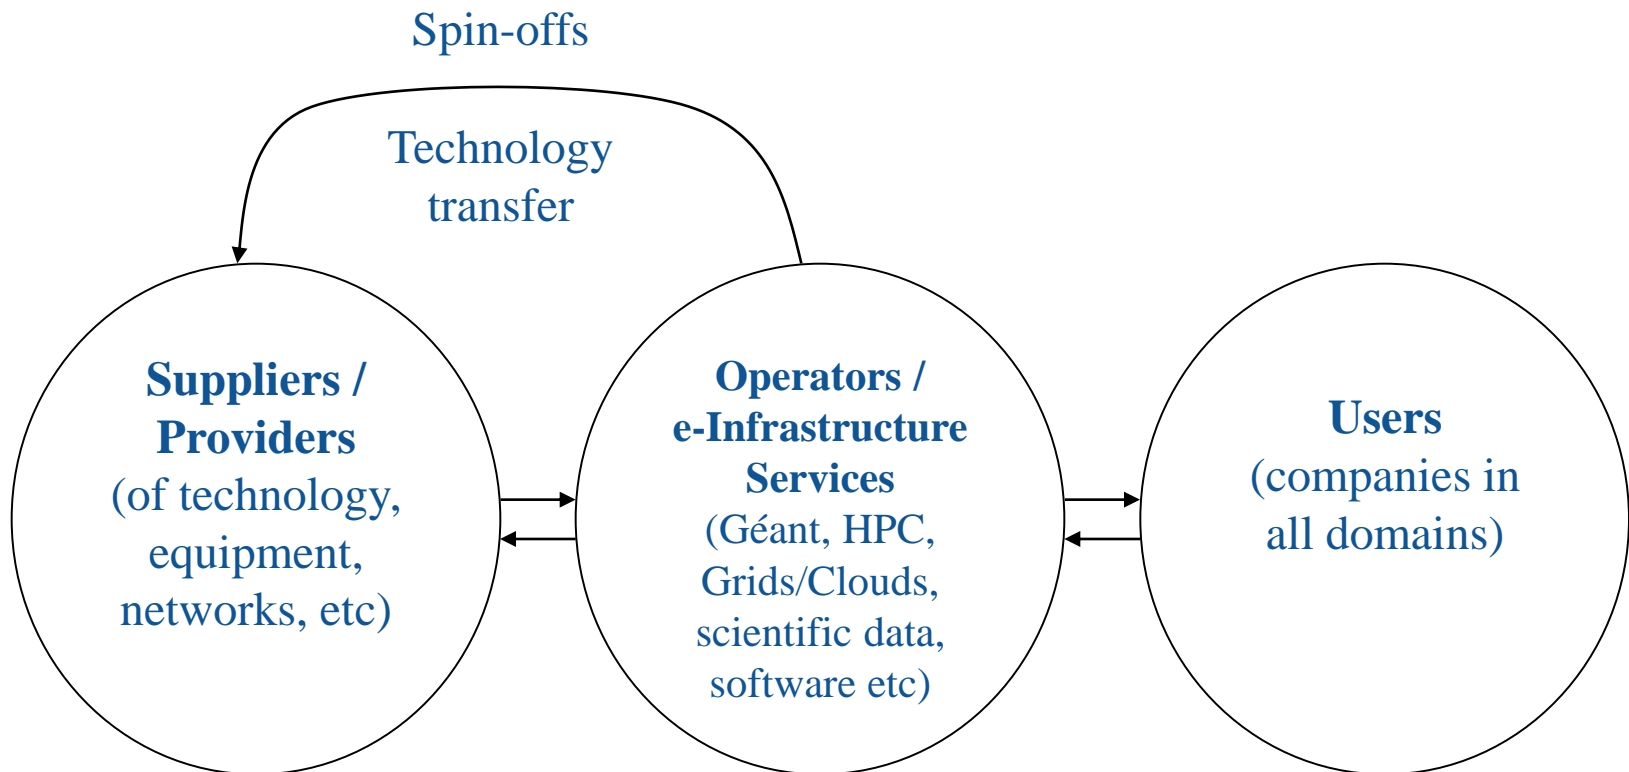 Spin-offs
Technology
transfer
Suppliers /
Providers
(of technology,
equipment,
networks, etc)
Operators /
e-Infrastructure
Services
(Géant, HPC,
Grids/Clouds,
scientific data,
software etc)
Users
(companies in
all domains)